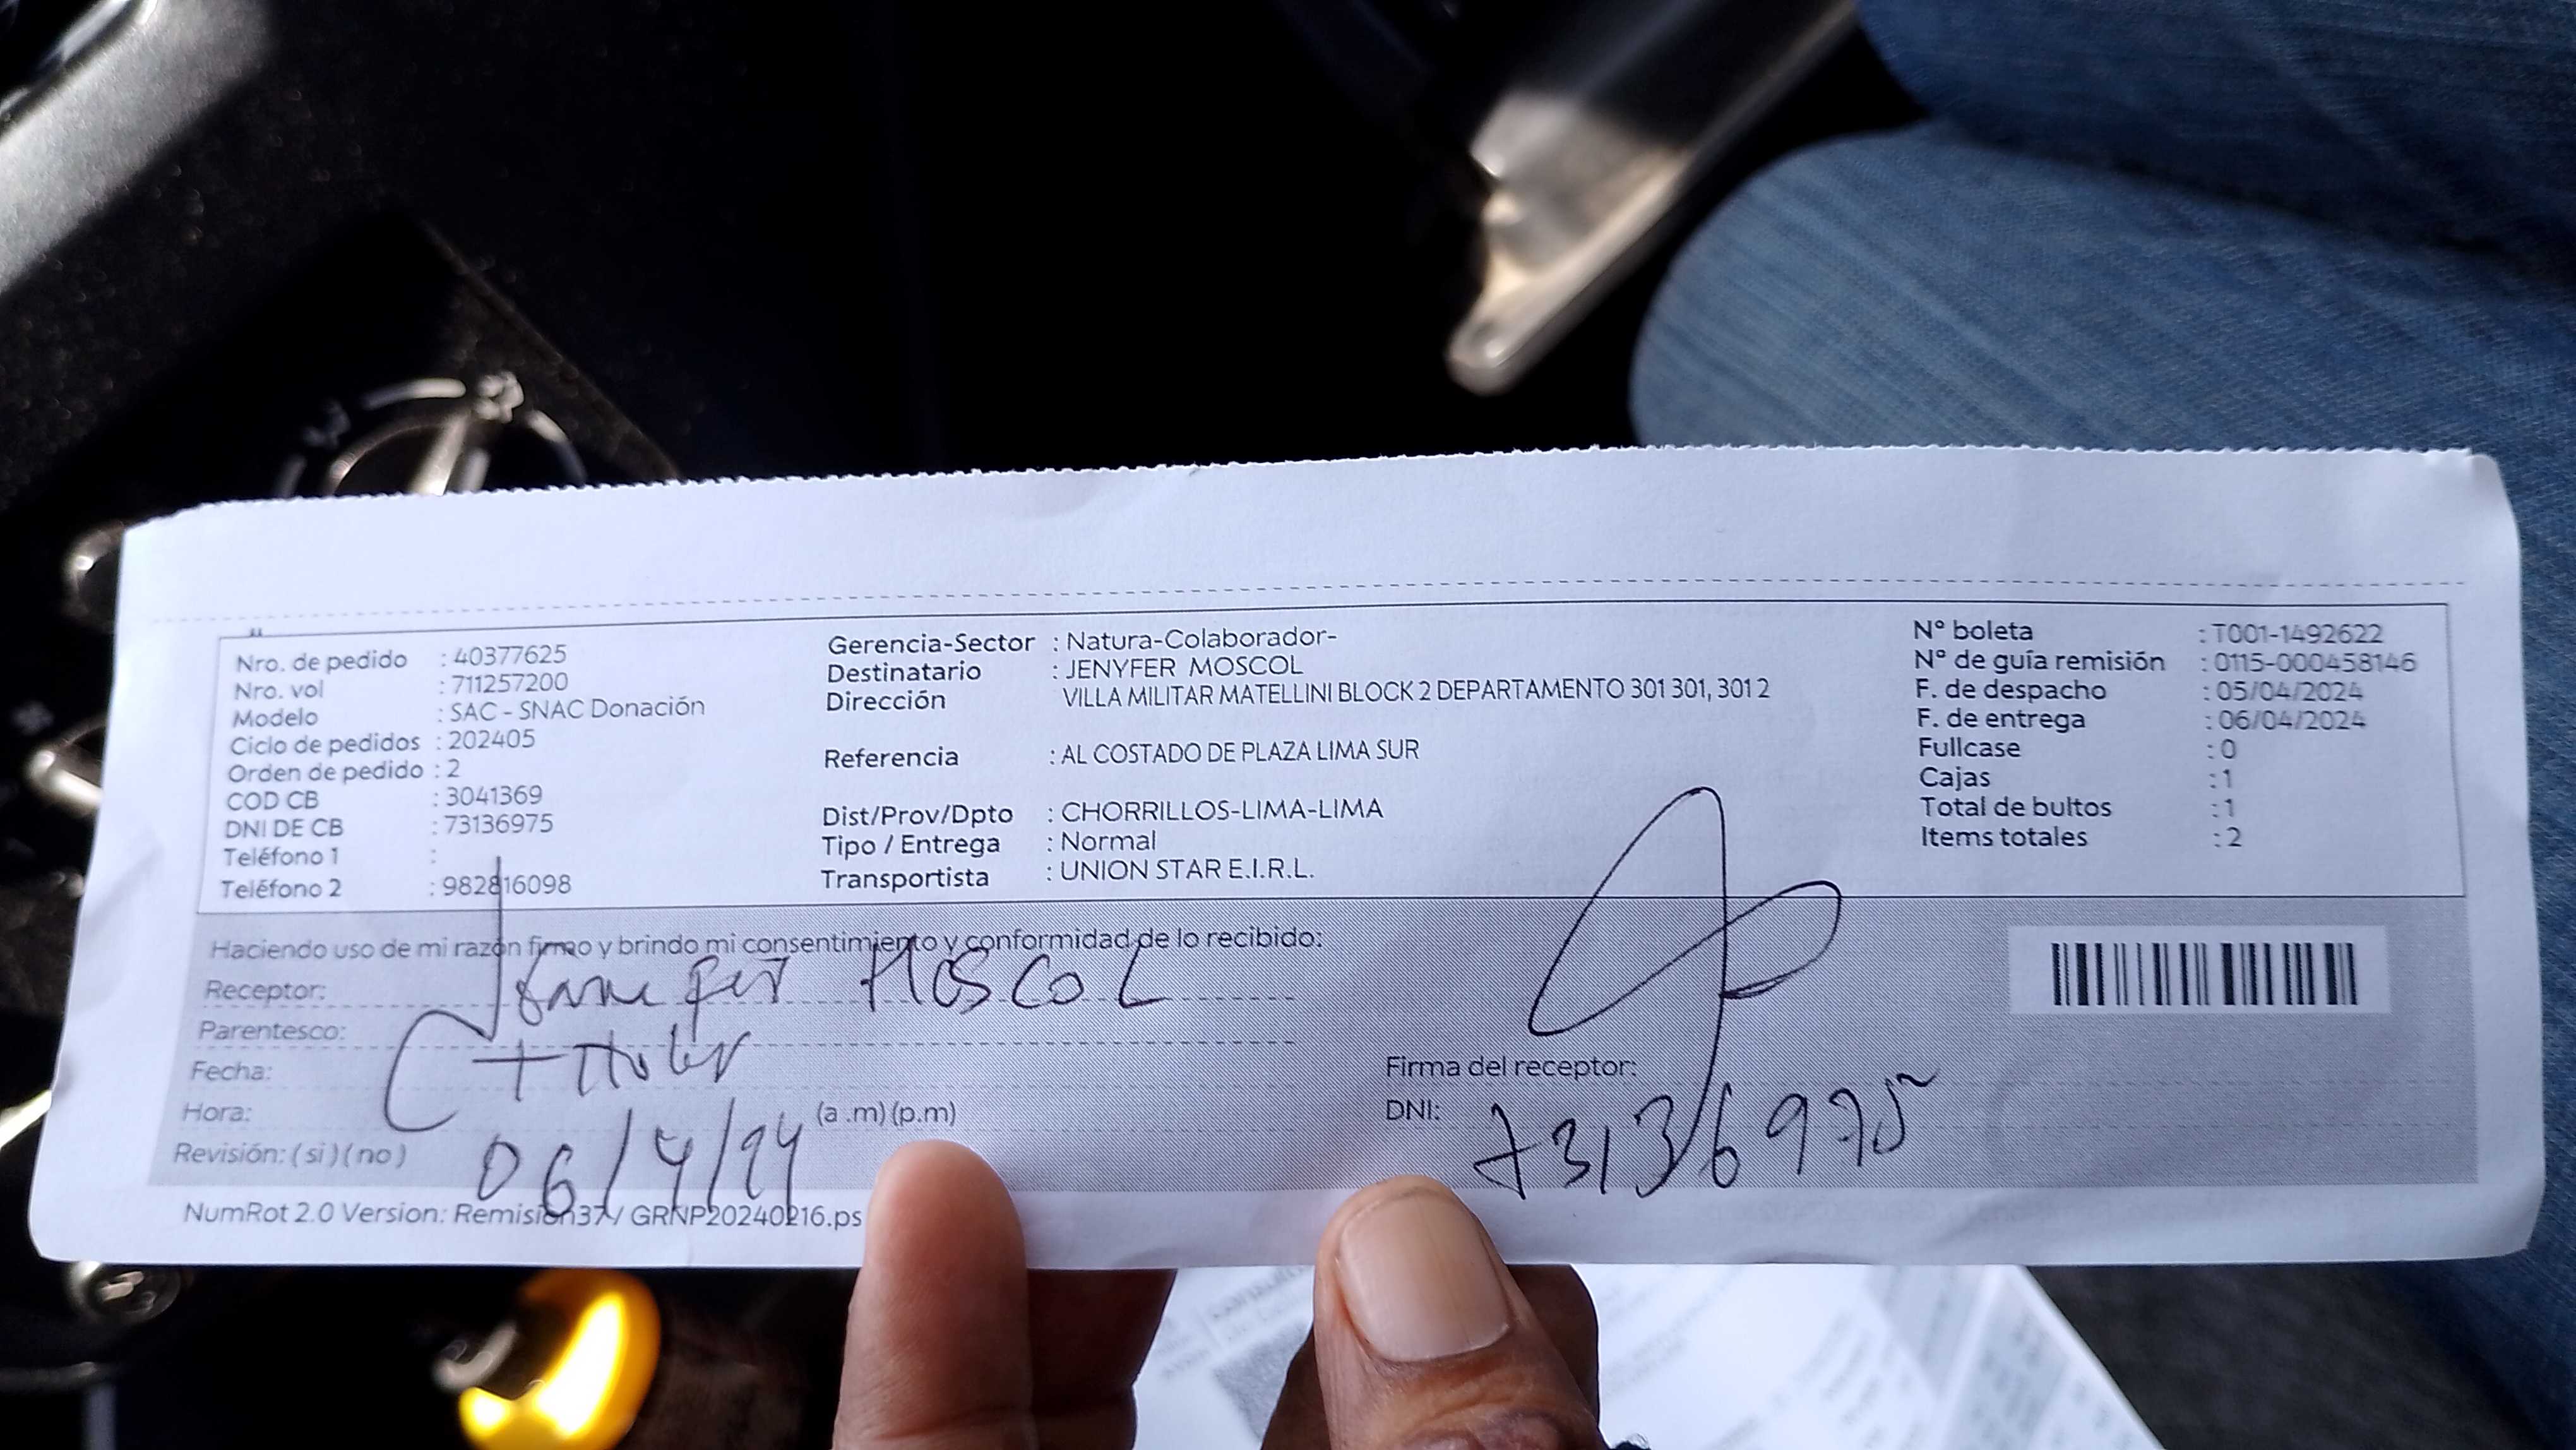 Nro. de pedido : 40377625
Nro. vol : 711257200
Modelo : SAC - SNAC Donación
Ciclo de pedidos : 202405
Orden de pedido : 2
COD CB : 3041369
DNI DE CB : 73136975
Teléfono 1 :
Teléfono 2 : 982816098
Gerencia-Sector : Natura-Colaborador-
Destinatario : JENYFER MOSCOL
Dirección VILLA MILITAR MATELLINI BLOCK 2 DEPARTAMENTO 301 301, 301 2
Referencia : AL COSTADO DE PLAZA LIMA SUR
Dist/Prov/Dpto : CHORRILLOS-LIMA-LIMA
Tipo / Entrega : Normal
Transportista : UNION STAR E.I.R.L.
N° boleta : T001-1492622
N° de guía remisión : 0115-000458146
F. de despacho : 05/04/2024
F. de entrega : 06/04/2024
Fullcase : 0
Cajas : 1
Total de bultos : 1
Items totales : 2
Haciendo uso de mi razón firmo y brindo mi consentimiento y conformidad de lo recibido:
Receptor: Moscol
Parentesco:
Fecha:
Hora: (a .m) (p.m)
Revisión: ( si ) ( no )
06/4/24
Firma del receptor:
DNI: 73136975
NumRot 2.0 Version: Remision37 / GRNP20240216.ps